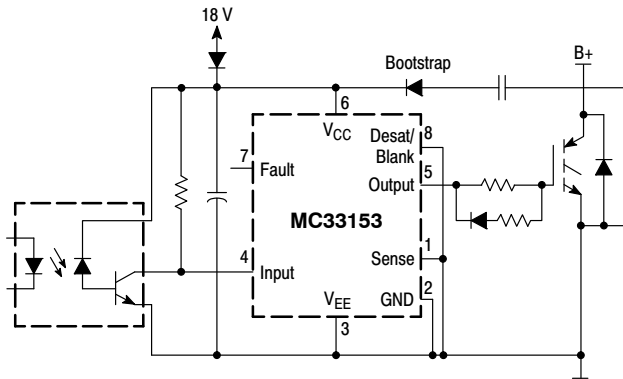 18 V
Bootstrap
B+
6
VCC
Desat/
Blank
8
7
Fault
5
Output
MC33153
4
Input
1
Sense
2
GND
VEE
3